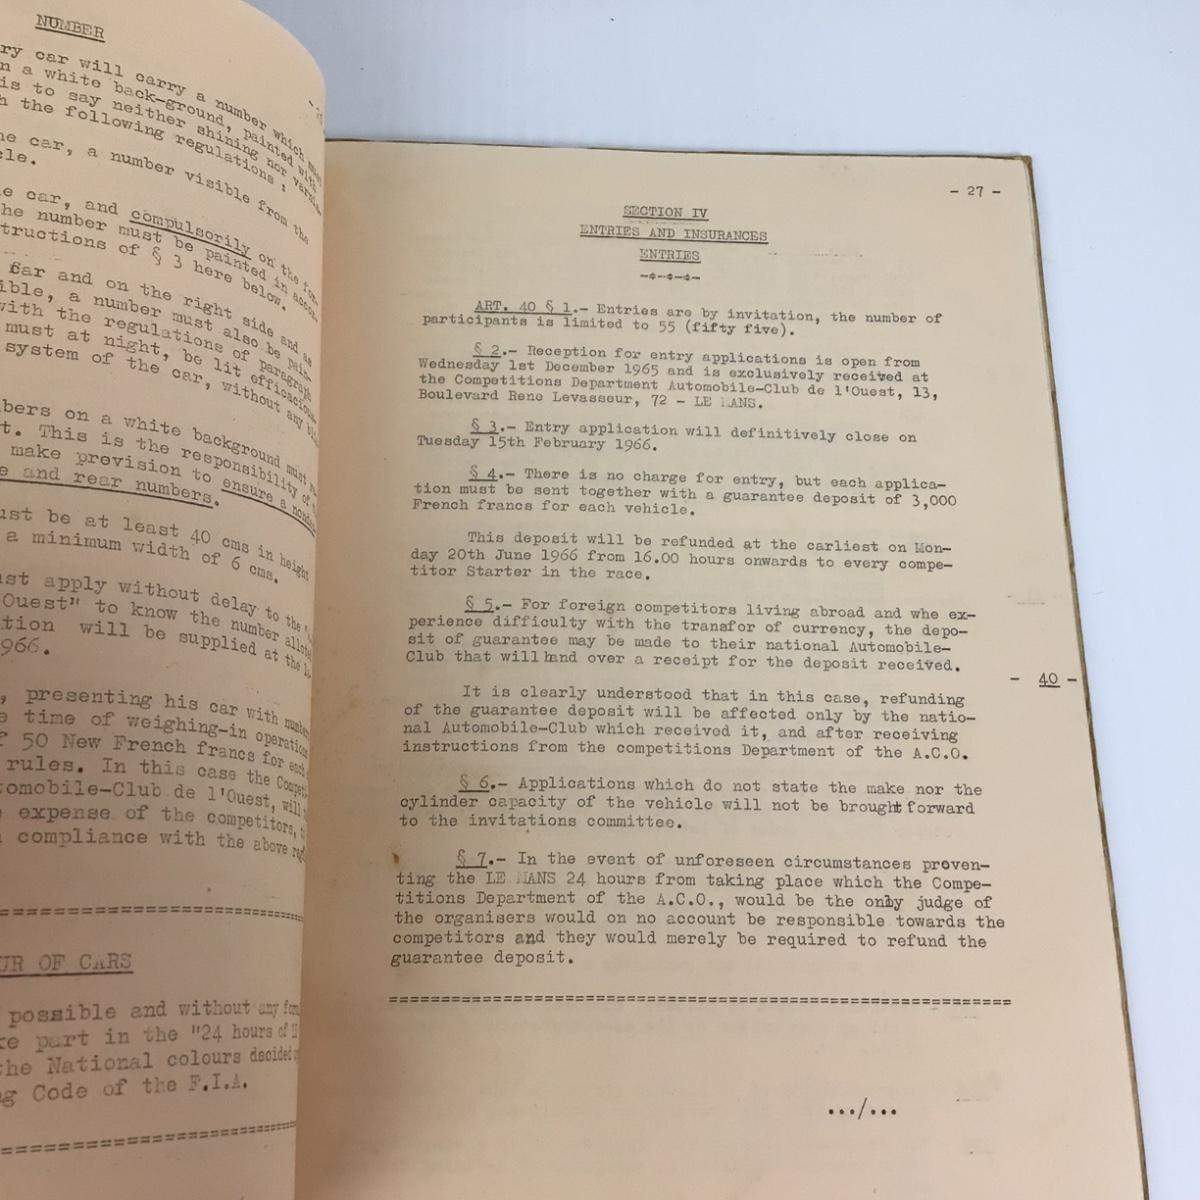 NUMBER
ry car will carry a number which must
n a white back-ground, painted with
is to say neither shining nor varnis-
h the following regulations :
he car, a number visible from the
cle.
e car, and compulsorily on the
he number must be painted in accor-
structions of § 3 here below.
far and on the right side and as
ible, a number must also be pain-
with the regulations of paragraph
must at night, be lit efficacious-
system of the car, without any
bers on a white background must
t. This is the responsibility of
make provision to ensure a
e and rear numbers.
ust be at least 40 cms in height
a minimum width of 6 cms.
ust apply without delay to the
Ouest" to know the number
tion will be supplied at the
966.
, presenting his car with
e time of weighing-in operations
f 50 New French francs for each
rules. In this case the
tomobile-Club de l'Ouest, will
expense of the competitors,
compliance with the above
================================
UR OF CARS
possible and without any
ke part in the "24 hours of
the National colours decided
ng Code of the F.I.A.
================================
- 27 -
SECTION IV
ENTRIES AND INSURANCES
ENTRIES
ART. 40 § 1.- Entries are by invitation, the number of
participants is limited to 55 (fifty five).
§ 2.- Reception for entry applications is open from
Wednesday 1st December 1965 and is exclusively received at
the Competitions Department Automobile-Club de l'Ouest, 13,
Boulevard Rene Levasseur, 72 - LE MANS.
§ 3.- Entry application will definitively close on
Tuesday 15th February 1966.
§ 4.- There is no charge for entry, but each applica-
tion must be sent together with a guarantee deposit of 3,000
French francs for each vehicle.
This deposit will be refunded at the earliest on Mon-
day 20th June 1966 from 16.00 hours onwards to every compe-
titor Starter in the race.
§ 5.- For foreign competitors living abroad and whe ex-
perience difficulty with the transfor of currency, the depo-
sit of guarantee may be made to their national Automobile-
Club that will hand over a receipt for the deposit received.
- 40 -
It is clearly understood that in this case, refunding
of the guarantee deposit will be affected only by the natio-
nal Automobile-Club which received it, and after receiving
instructions from the competitions Department of the A.C.O.
§ 6.- Applications which do not state the make nor the
cylinder capacity of the vehicle will not be brought forward
to the invitations committee.
§ 7.- In the event of unforeseen circumstances proven-
ting the LE MANS 24 hours from taking place which the Compe-
titions Department of the A.C.O., would be the only judge of
the organisers would on no account be responsible towards the
competitors and they would merely be required to refund the
guarantee deposit.
================================================================
.../...